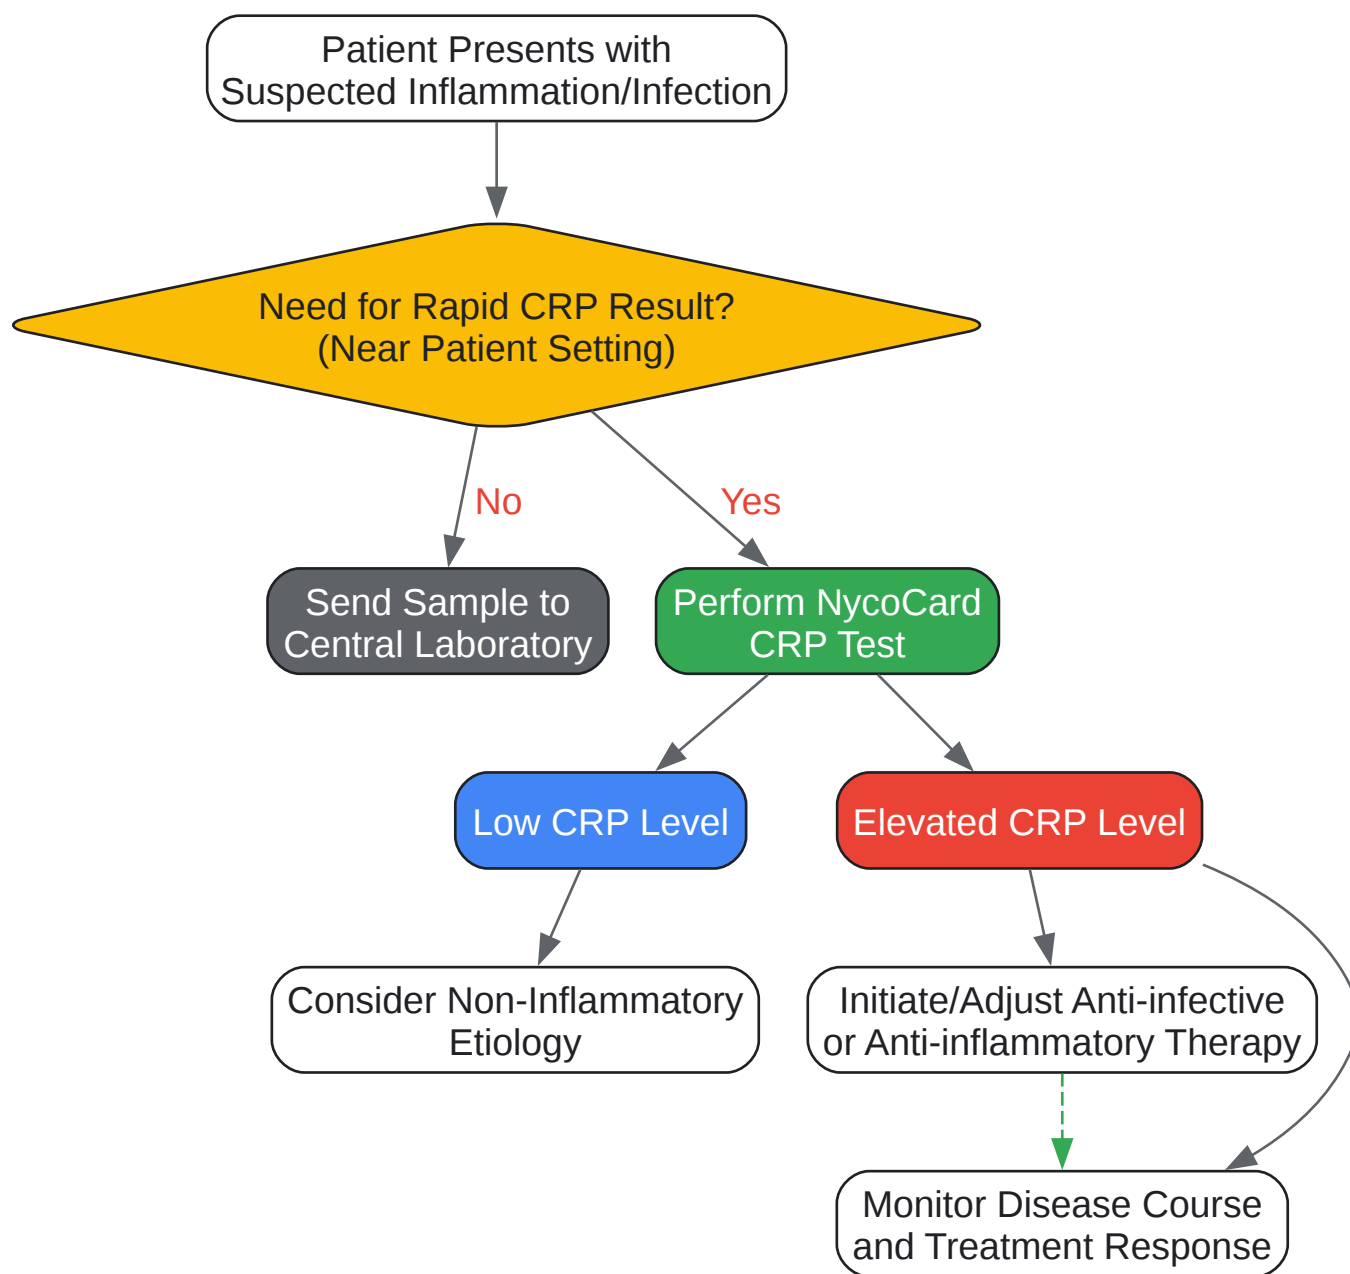 Patient Presents with
Suspected Inflammation/Infection
Need for Rapid CRP Result?
(Near Patient Setting)
No
Yes
Send Sample to
Central Laboratory
Perform NycoCard
CRP Test
Low CRP Level
Elevated CRP Level
Consider Non-Inflammatory
Etiology
Initiate/Adjust Anti-infective
or Anti-inflammatory Therapy
Monitor Disease Course
and Treatment Response